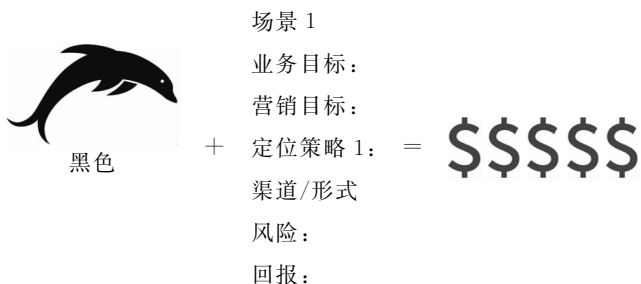 场景 1
业务目标：
营销目标：
黑色 + 定位策略 1： = $$$$$
渠道/形式
风险：
回报：